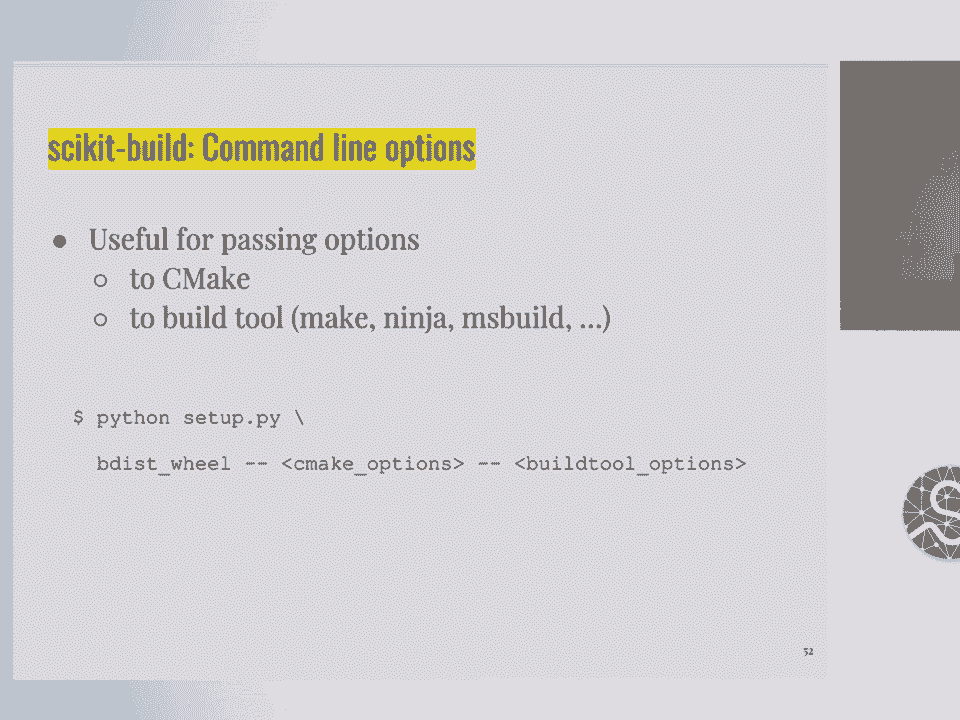 scikit-build: Command line options
● Useful for passing options
○ to CMake
○ to build tool (make, ninja, msbuild, ...)
$ python setup.py \
bdist_wheel -- <cmake_options> -- <buildtool_options>
52